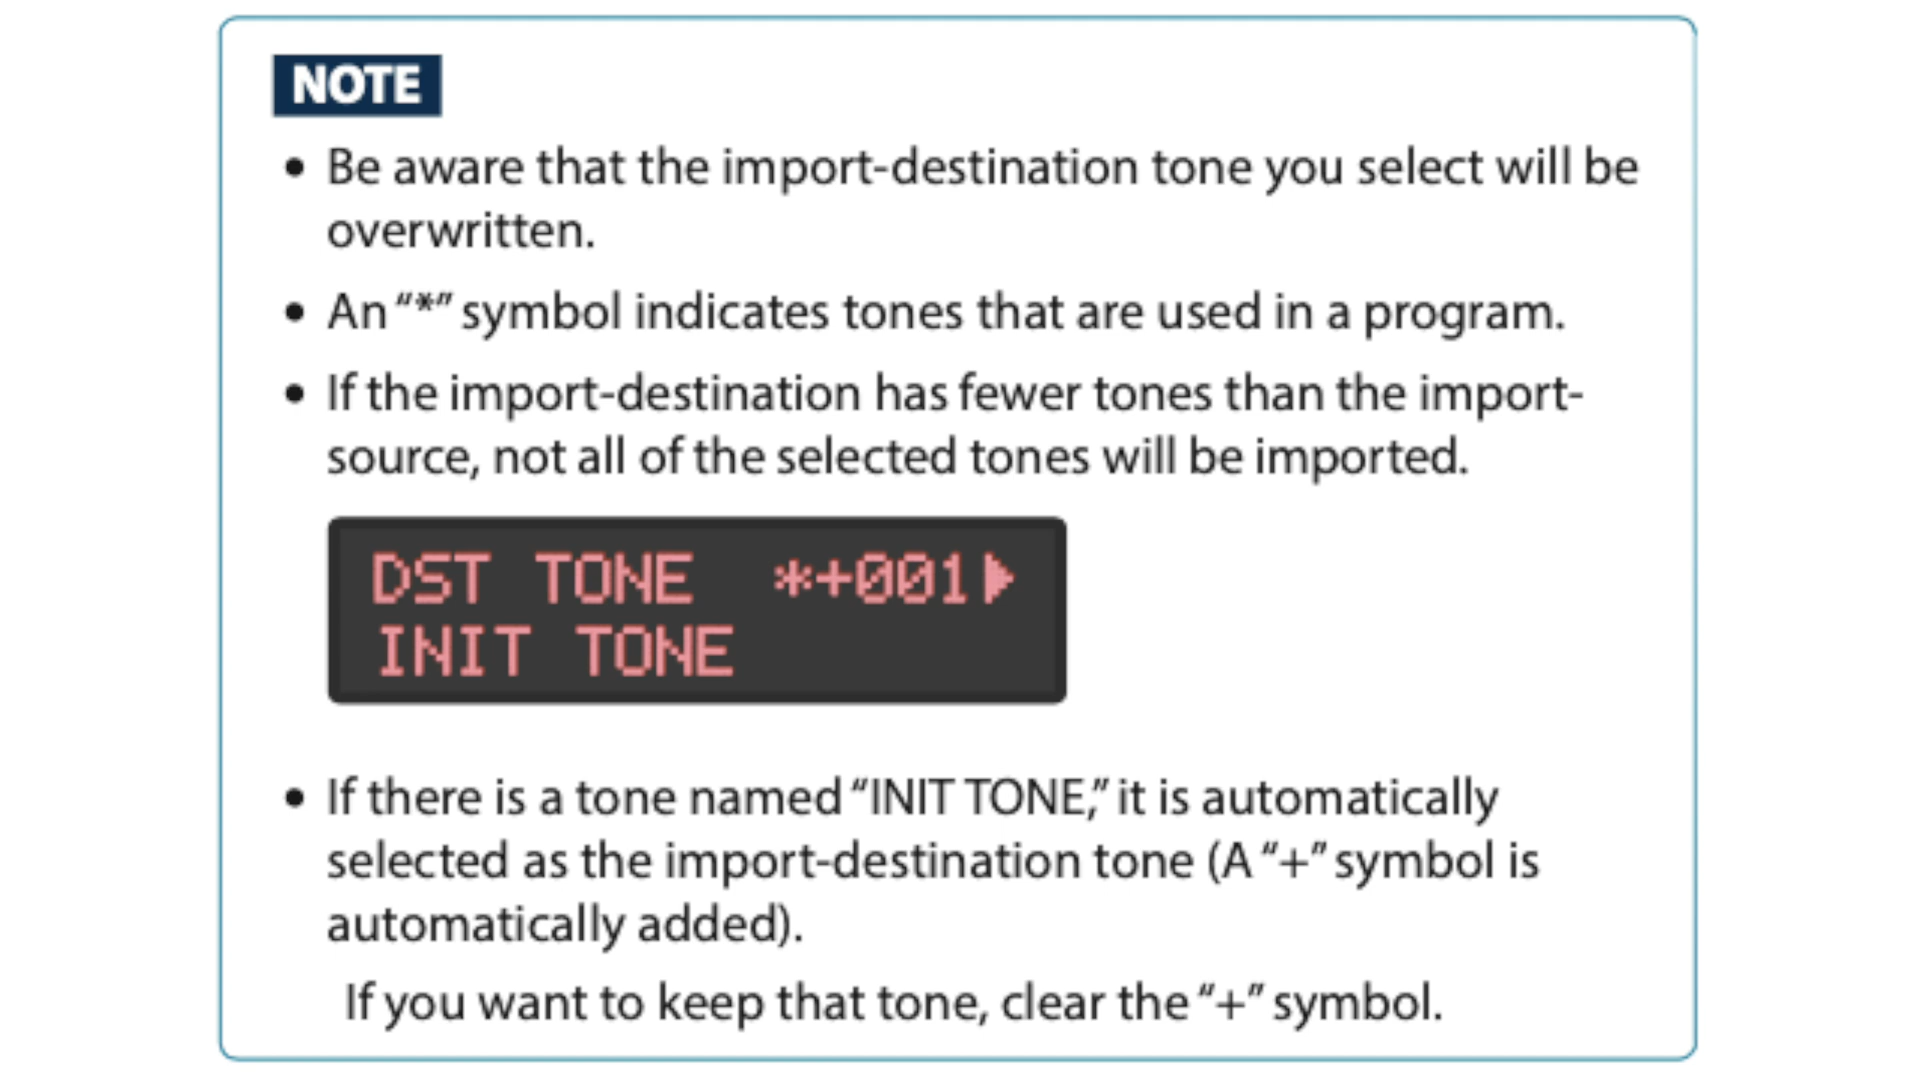 NOTE
• Be aware that the import-destination tone you select will be
overwritten.
• An “*” symbol indicates tones that are used in a program.
• If the import-destination has fewer tones than the import-
source, not all of the selected tones will be imported.
DST TONE *+001▶
INIT TONE
• If there is a tone named “INIT TONE,” it is automatically
selected as the import-destination tone (A “+” symbol is
automatically added).
If you want to keep that tone, clear the “+” symbol.